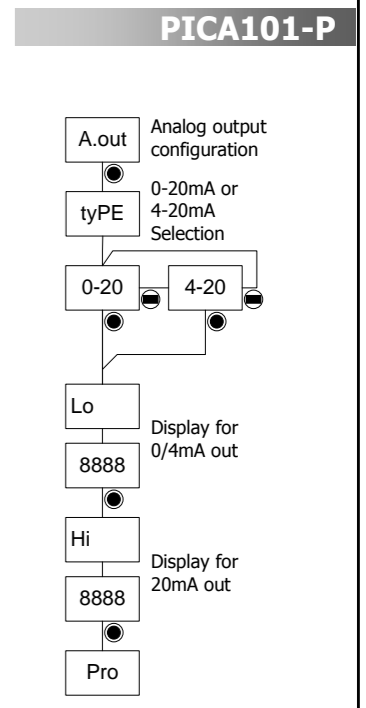 PICA101-P
A.out
Analog output
configuration
tyPE
0-20mA or
4-20mA
Selection
0-20
4-20
Lo
8888
Display for
0/4mA out
Hi
8888
Display for
20mA out
Pro